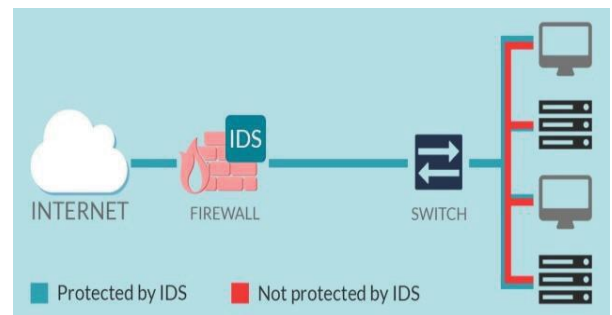 IDS
INTERNET
FIREWALL
SWITCH
Protected by IDS
Not protected by IDS